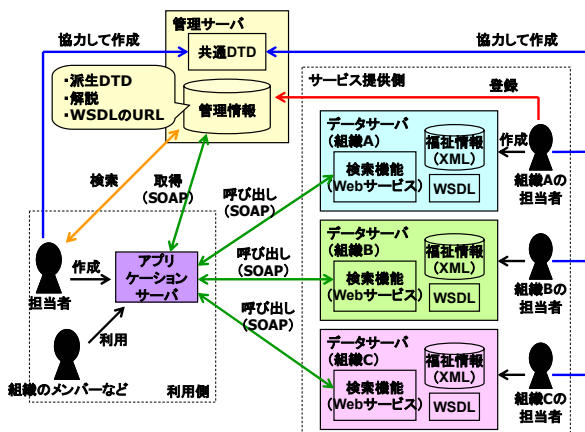 管理サーバ
協力して作成
共通DTD
協力して作成
・派生DTD
・解説
・WSDLのURL
管理情報
サービス提供側
登録
データサーバ
(組織A)
福祉情報
(XML)
検索機能
(Webサービス)
WSDL
作成
組織Aの
担当者
検索
取得
(SOAP)
呼び出し
(SOAP)
データサーバ
(組織B)
福祉情報
(XML)
検索機能
(Webサービス)
WSDL
組織Bの
担当者
呼び出し
(SOAP)
アプリ
ケーション
サーバ
作成
担当者
呼び出し
(SOAP)
利用
組織のメンバーなど
利用側
データサーバ
(組織C)
福祉情報
(XML)
検索機能
(Webサービス)
WSDL
組織Cの
担当者